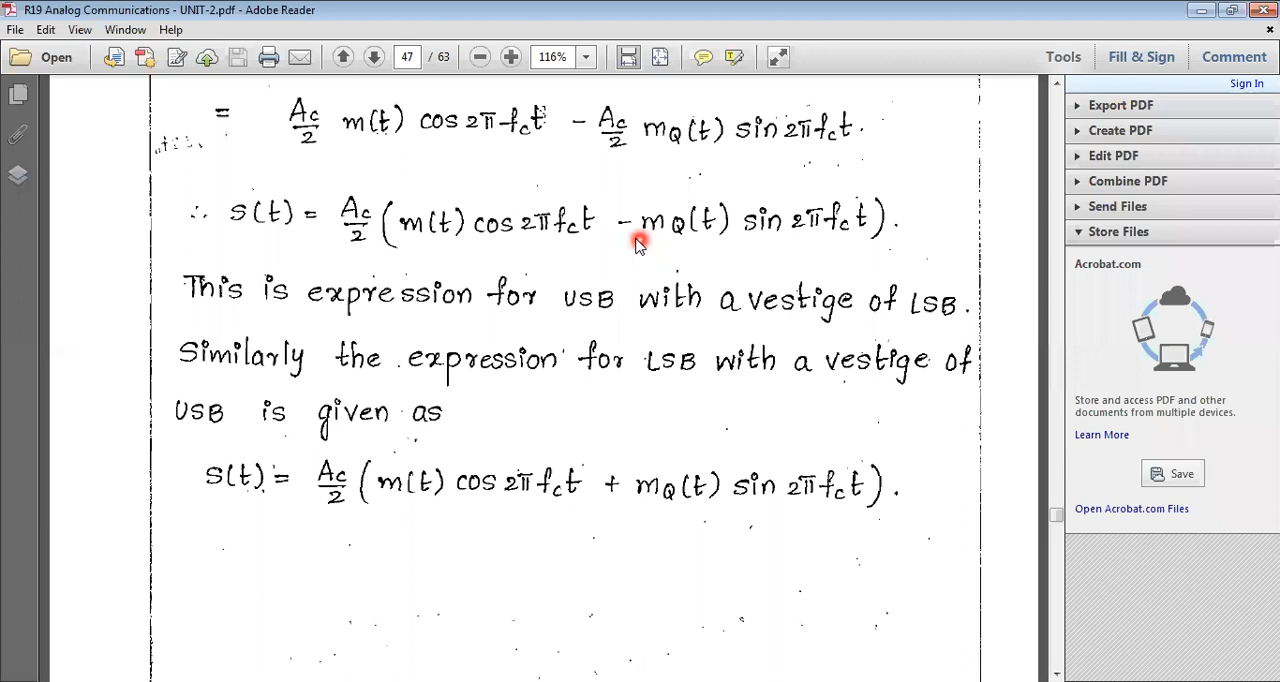 R19 Analog Communications - UNIT-2.pdf - Adobe Reader
File Edit View Window Help
Open 47 / 63 116% Tools Fill & Sign Comment
Sign In
Export PDF
Create PDF
Edit PDF
Combine PDF
Send Files
Store Files
Acrobat.com
Store and access PDF and other
documents from multiple devices.
Learn More
Save
Open Acrobat.com Files
= Ac/2 m(t) cos 2πfct - Ac/2 mQ(t) sin 2πfct.
∴ s(t) = Ac/2 (m(t) cos 2πfct - mQ(t) sin 2πfct).
This is expression for USB with a vestige of LSB.
Similarly the expression for LSB with a vestige of
USB is given as
s(t) = Ac/2 (m(t) cos 2πfct + mQ(t) sin 2πfct).